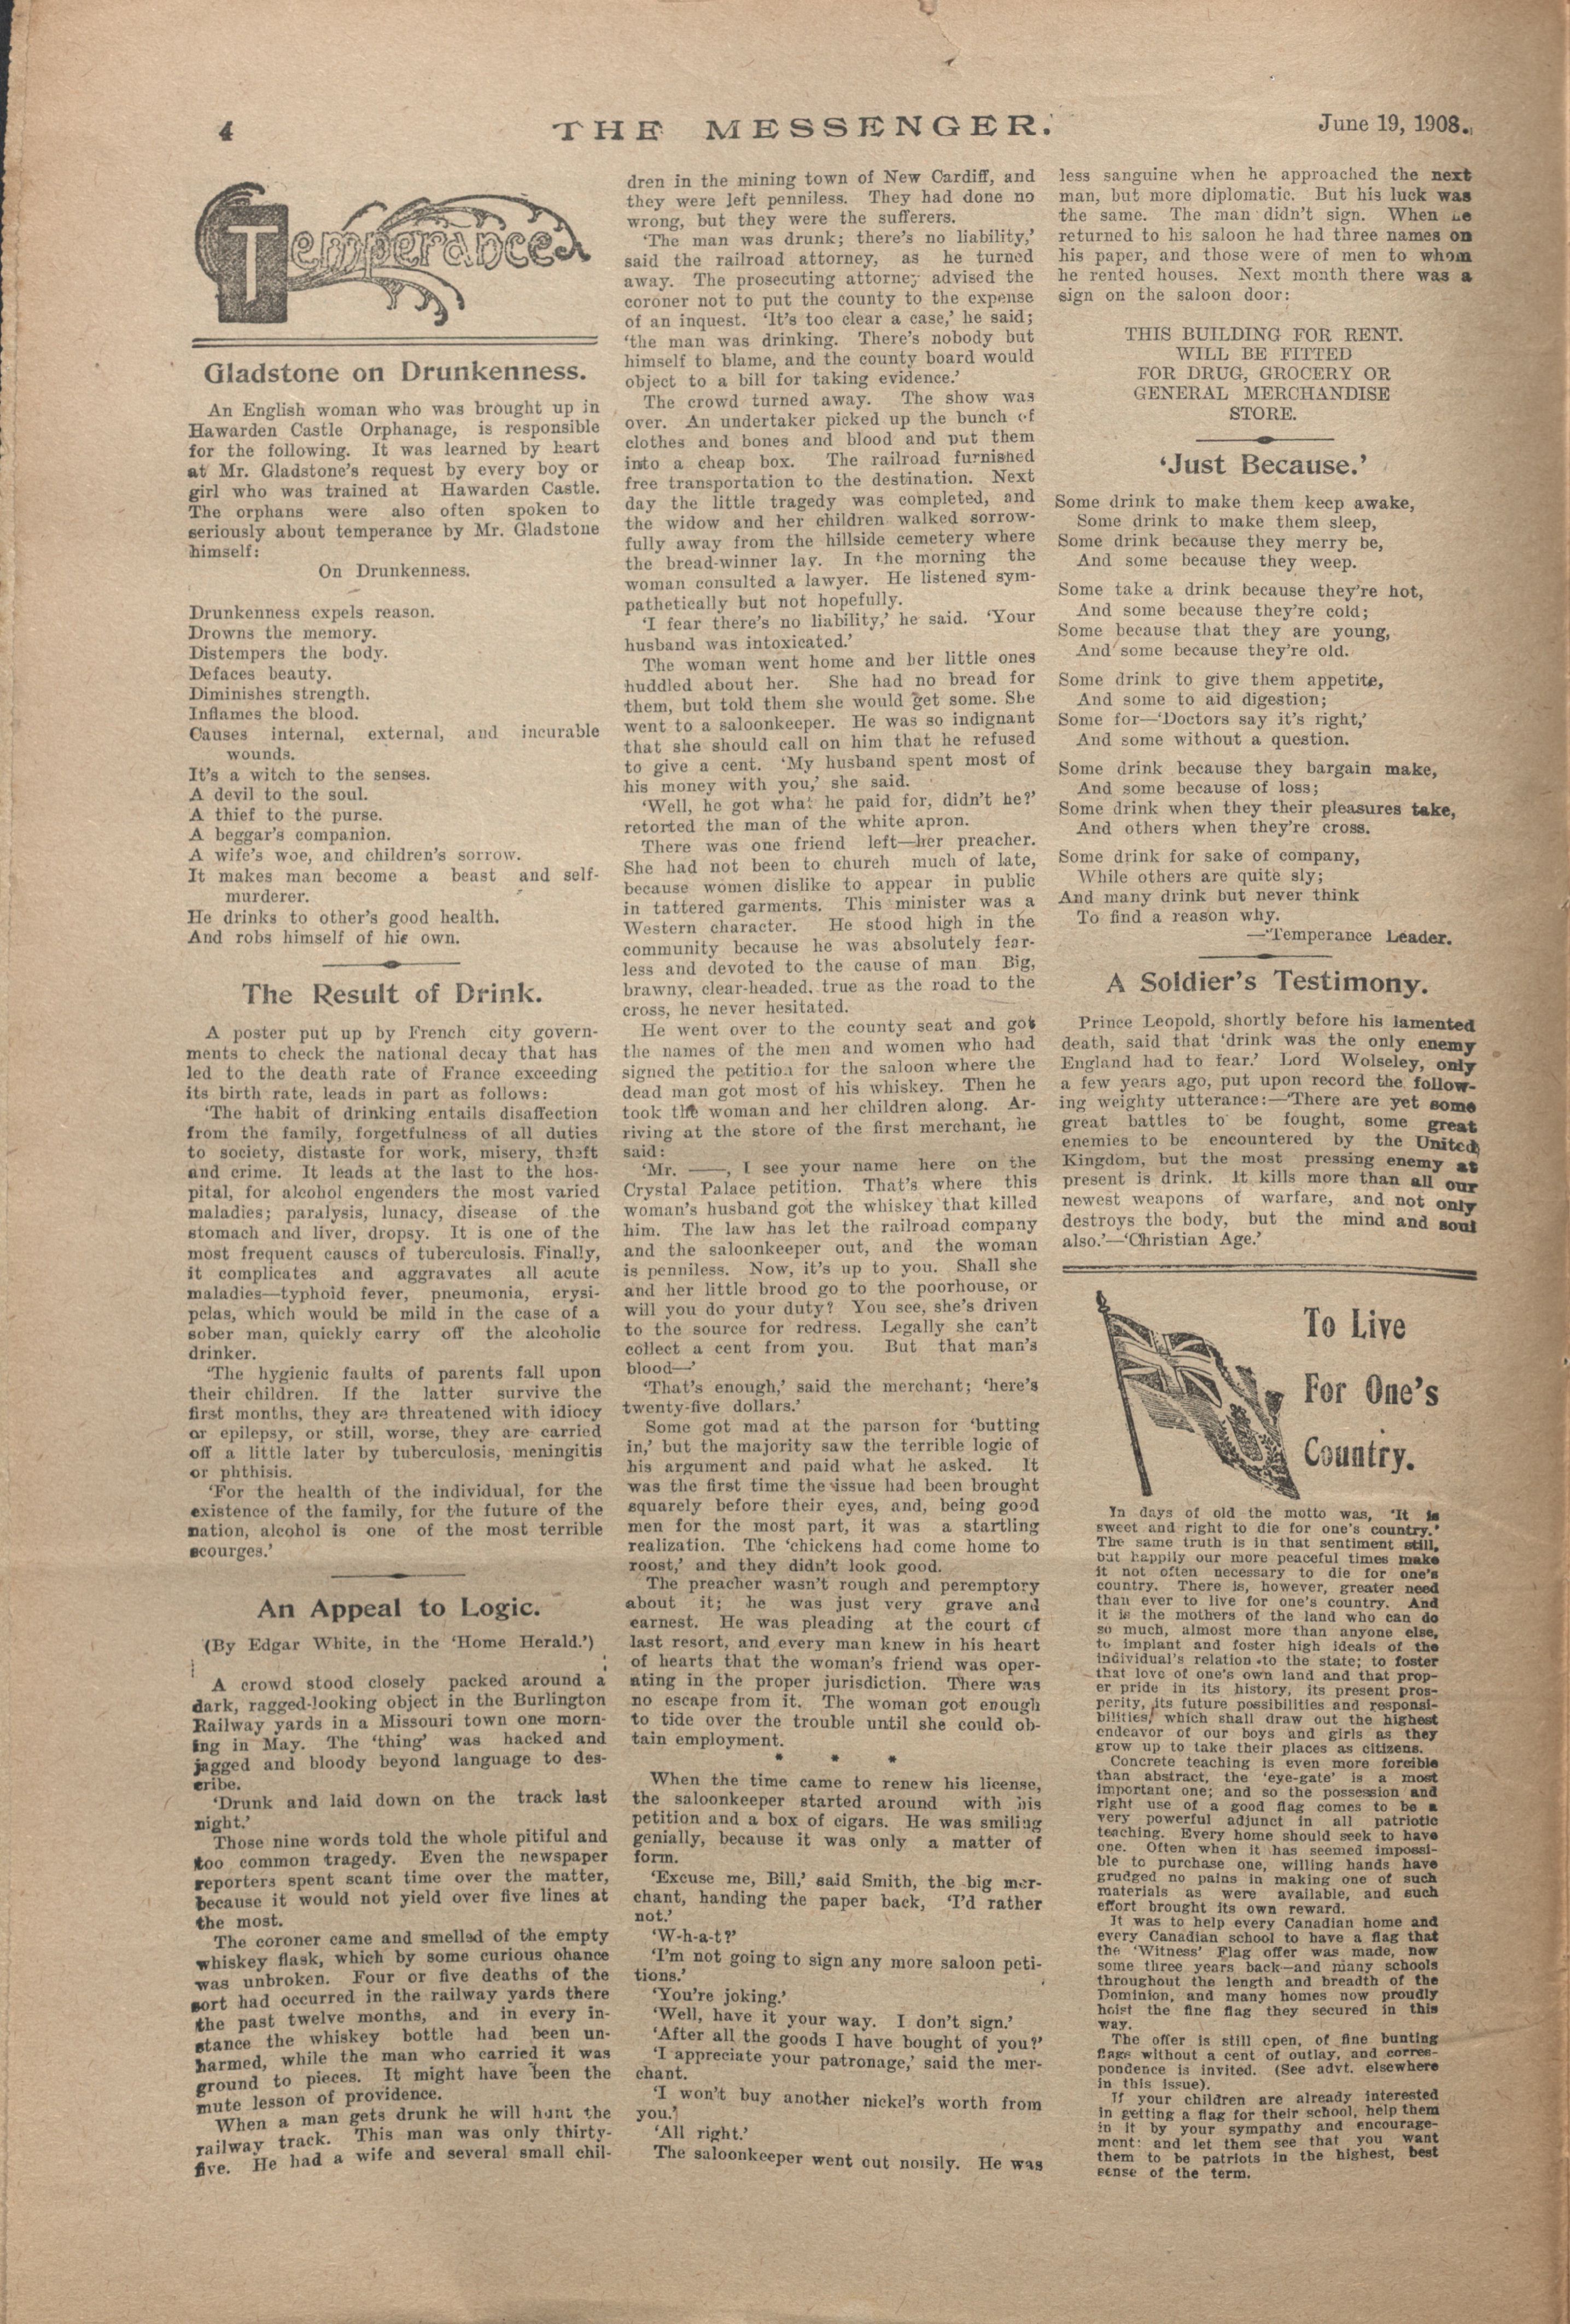 4
THE MESSENGER.
June 19, 1908.
Temperance
Gladstone on Drunkenness.
An English woman who was brought up in
Hawarden Castle Orphanage, is responsible
for the following. It was learned by heart
at Mr. Gladstone's request by every boy or
girl who was trained at Hawarden Castle.
The orphans were also often spoken to
seriously about temperance by Mr. Gladstone
himself:
On Drunkenness.
Drunkenness expels reason.
Drowns the memory.
Distempers the body.
Defaces beauty.
Diminishes strength.
Inflames the blood.
Causes internal, external, and incurable
wounds.
It's a witch to the senses.
A devil to the soul.
A thief to the purse.
A beggar's companion.
A wife's woe, and children's sorrow.
It makes man become a beast and self-
murderer.
He drinks to other's good health.
And robs himself of his own.
The Result of Drink.
A poster put up by French city govern-
ments to check the national decay that has
led to the death rate of France exceeding
its birth rate, leads in part as follows:
'The habit of drinking entails disaffection
from the family, forgetfulness of all duties
to society, distaste for work, misery, theft
and crime. It leads at the last to the hos-
pital, for alcohol engenders the most varied
maladies; paralysis, lunacy, disease of the
stomach and liver, dropsy. It is one of the
most frequent causes of tuberculosis. Finally,
it complicates and aggravates all acute
maladies—typhoid fever, pneumonia, erysi-
pelas, which would be mild in the case of a
sober man, quickly carry off the alcoholic
drinker.
'The hygienic faults of parents fall upon
their children. If the latter survive the
first months, they are threatened with idiocy
or epilepsy, or still, worse, they are carried
off a little later by tuberculosis, meningitis
or phthisis.
'For the health of the individual, for the
existence of the family, for the future of the
nation, alcohol is one of the most terrible
scourges.'
An Appeal to Logic.
(By Edgar White, in the 'Home Herald.')
A crowd stood closely packed around a
dark, ragged-looking object in the Burlington
Railway yards in a Missouri town one morn-
ing in May. The 'thing' was hacked and
jagged and bloody beyond language to des-
cribe.
'Drunk and laid down on the track last
night.'
Those nine words told the whole pitiful and
too common tragedy. Even the newspaper
reporters spent scant time over the matter,
because it would not yield over five lines at
the most.
The coroner came and smelled of the empty
whiskey flask, which by some curious chance
was unbroken. Four or five deaths of the
sort had occurred in the railway yards there
the past twelve months, and in every in-
stance the whiskey bottle had been un-
harmed, while the man who carried it was
ground to pieces. It might have been the
mute lesson of providence.
When a man gets drunk he will hunt the
railway track. This man was only thirty-
five. He had a wife and several small chil-
dren in the mining town of New Cardiff, and
they were left penniless. They had done no
wrong, but they were the sufferers.
'The man was drunk; there's no liability,'
said the railroad attorney, as he turned
away. The prosecuting attorney advised the
coroner not to put the county to the expense
of an inquest. 'It's too clear a case,' he said;
'the man was drinking. There's nobody but
himself to blame, and the county board would
object to a bill for taking evidence.'
The crowd turned away. The show was
over. An undertaker picked up the bunch of
clothes and bones and blood and put them
into a cheap box. The railroad furnished
free transportation to the destination. Next
day the little tragedy was completed, and
the widow and her children walked sorrow-
fully away from the hillside cemetery where
the bread-winner lay. In the morning the
woman consulted a lawyer. He listened sym-
pathetically but not hopefully.
'I fear there's no liability,' he said. 'Your
husband was intoxicated.'
The woman went home and her little ones
huddled about her. She had no bread for
them, but told them she would get some. She
went to a saloonkeeper. He was so indignant
that she should call on him that he refused
to give a cent. 'My husband spent most of
his money with you,' she said.
'Well, he got what he paid for, didn't he?'
retorted the man of the white apron.
There was one friend left—her preacher.
She had not been to church much of late,
because women dislike to appear in public
in tattered garments. This minister was a
Western character. He stood high in the
community because he was absolutely fear-
less and devoted to the cause of man. Big,
brawny, clear-headed, true as the road to the
cross, he never hesitated.
He went over to the county seat and got
the names of the men and women who had
signed the petition for the saloon where the
dead man got most of his whiskey. Then he
took the woman and her children along. Ar-
riving at the store of the first merchant, he
said:
'Mr. ——, I see your name here on the
Crystal Palace petition. That's where this
woman's husband got the whiskey that killed
him. The law has let the railroad company
and the saloonkeeper out, and the woman
is penniless. Now, it's up to you. Shall she
and her little brood go to the poorhouse, or
will you do your duty? You see, she's driven
to the source for redress. Legally she can't
collect a cent from you. But that man's
blood—'
'That's enough,' said the merchant; 'here's
twenty-five dollars.'
Some got mad at the parson for 'butting
in,' but the majority saw the terrible logic of
his argument and paid what he asked. It
was the first time the issue had been brought
squarely before their eyes, and, being good
men for the most part, it was a startling
realization. The 'chickens had come home to
roost,' and they didn't look good.
The preacher wasn't rough and peremptory
about it; he was just very grave and
earnest. He was pleading at the court of
last resort, and every man knew in his heart
of hearts that the woman's friend was oper-
ating in the proper jurisdiction. There was
no escape from it. The woman got enough
to tide over the trouble until she could ob-
tain employment.
* * *
When the time came to renew his license,
the saloonkeeper started around with his
petition and a box of cigars. He was smiling
genially, because it was only a matter of
form.
'Excuse me, Bill,' said Smith, the big mer-
chant, handing the paper back, 'I'd rather
not.'
'W-h-a-t?'
'I'm not going to sign any more saloon peti-
tions.'
'You're joking.'
'Well, have it your way. I don't sign.'
'After all the goods I have bought of you?'
'I appreciate your patronage,' said the mer-
chant.
'I won't buy another nickel's worth from
you.'
'All right.'
The saloonkeeper went out noisily. He was
less sanguine when he approached the next
man, but more diplomatic. But his luck was
the same. The man didn't sign. When he
returned to his saloon he had three names on
his paper, and those were of men to whom
he rented houses. Next month there was a
sign on the saloon door:
THIS BUILDING FOR RENT.
WILL BE FITTED
FOR DRUG, GROCERY OR
GENERAL MERCHANDISE
STORE.
'Just Because.'
Some drink to make them keep awake,
Some drink to make them sleep,
Some drink because they merry be,
And some because they weep.
Some take a drink because they're hot,
And some because they're cold;
Some because that they are young,
And some because they're old.
Some drink to give them appetite,
And some to aid digestion;
Some for—'Doctors say it's right,'
And some without a question.
Some drink because they bargain make,
And some because of loss;
Some drink when they their pleasures take,
And others when they're cross.
Some drink for sake of company,
While others are quite sly;
And many drink but never think
To find a reason why.
—'Temperance Leader.
A Soldier's Testimony.
Prince Leopold, shortly before his lamented
death, said that 'drink was the only enemy
England had to fear.' Lord Wolseley, only
a few years ago, put upon record the follow-
ing weighty utterance:—'There are yet some
great battles to be fought, some great
enemies to be encountered by the United
Kingdom, but the most pressing enemy at
present is drink. It kills more than all our
newest weapons of warfare, and not only
destroys the body, but the mind and soul
also.'—'Christian Age.'
To Live
For One's
Country.
In days of old the motto was, 'It is
sweet and right to die for one's country.'
The same truth is in that sentiment still,
but happily our more peaceful times make
it not often necessary to die for one's
country. There is, however, greater need
than ever to live for one's country. And
it is the mothers of the land who can do
so much, almost more than anyone else,
to implant and foster high ideals of the
individual's relation to the state; to foster
that love of one's own land and that prop-
er pride in its history, its present pros-
perity, its future possibilities and responsi-
bilities, which shall draw out the highest
endeavor of our boys and girls as they
grow up to take their places as citizens.
Concrete teaching is even more forcible
than abstract, the 'eye-gate' is a most
important one; and so the possession and
right use of a good flag comes to be a
very powerful adjunct in all patriotic
teaching. Every home should seek to have
one. Often when it has seemed impossi-
ble to purchase one, willing hands have
grudged no pains in making one of such
materials as were available, and such
effort brought its own reward.
It was to help every Canadian home and
every Canadian school to have a flag that
the 'Witness' Flag offer was made, now
some three years back—and many schools
throughout the length and breadth of the
Dominion, and many homes now proudly
hoist the fine flag they secured in this
way.
The offer is still open, of fine bunting
flags without a cent of outlay, and corres-
pondence is invited. (See advt. elsewhere
in this issue).
If your children are already interested
in getting a flag for their school, help them
in it by your sympathy and encourage-
ment: and let them see that you want
them to be patriots in the highest, best
sense of the term.